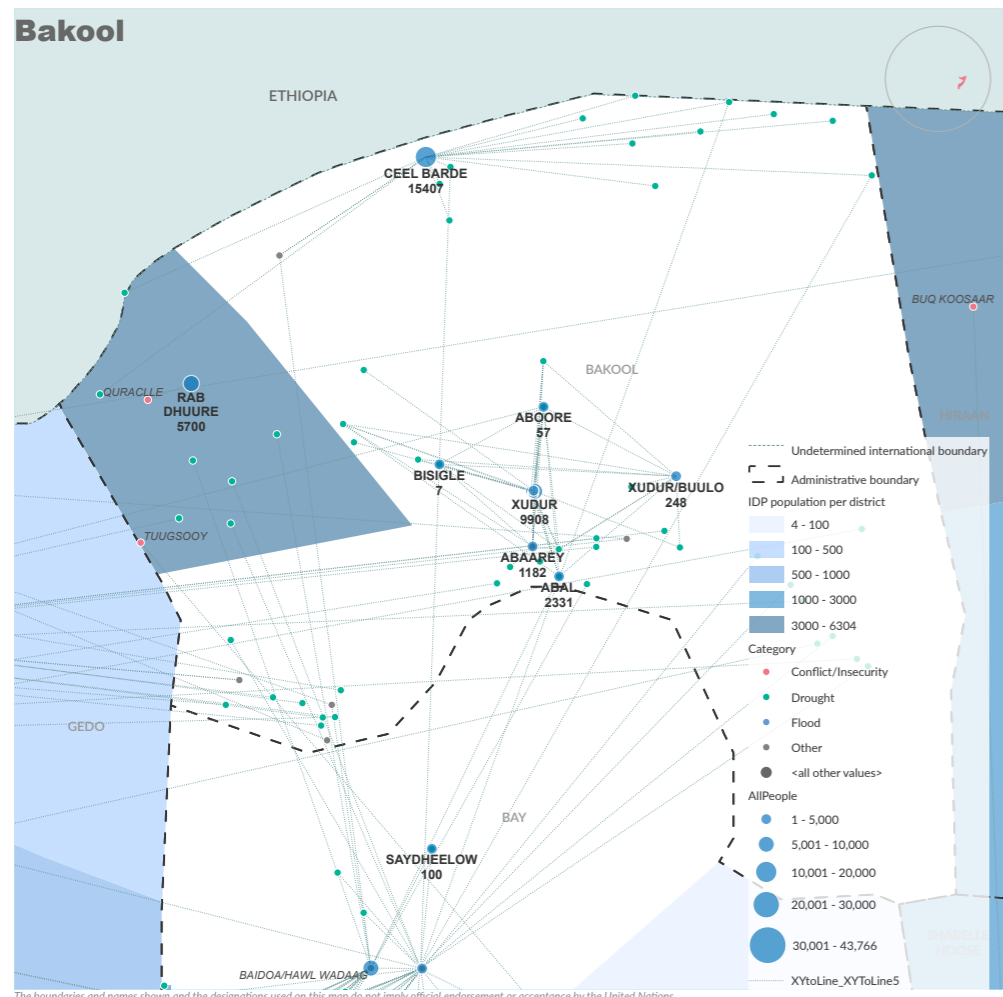 Bakool
ETHIOPIA
CEEL BARDE
15407
BUQ KOOSAAR
QURACLLE
RAB
DHUURE
5700
BAKOOL
ABOORE
57
HIRAAN
BISIGLE
7
XUDUR
9908
XUDUR/BUULO
248
TUUGSOOY
ABAAREY
1182
ABAL
2331
GEDO
BAY
SAYDHEELOW
100
BAIDOA/HAWL WADAAG
Undetermined international boundary
Administrative boundary
IDP population per district
4 - 100
100 - 500
500 - 1000
1000 - 3000
3000 - 6304
Category
Conflict/Insecurity
Drought
Flood
Other
<all other values>
AllPeople
1 - 5,000
5,001 - 10,000
10,001 - 20,000
20,001 - 30,000
30,001 - 43,766
XYtoLine_XYToLine5
SHABELLE
HOOSE
The boundaries and names shown and the designations used on this map do not imply official endorsement or acceptance by the United Nations.